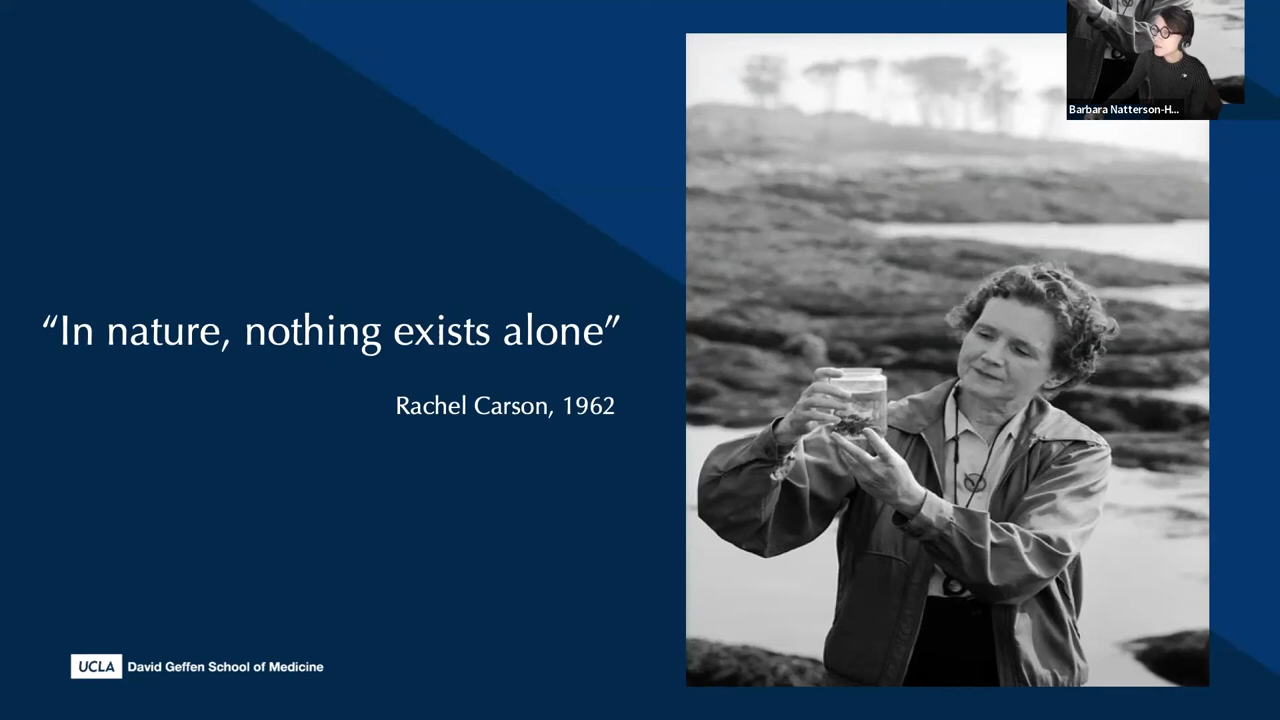 Barbara Natterson-H...
“In nature, nothing exists alone”
Rachel Carson, 1962
UCLA David Geffen School of Medicine